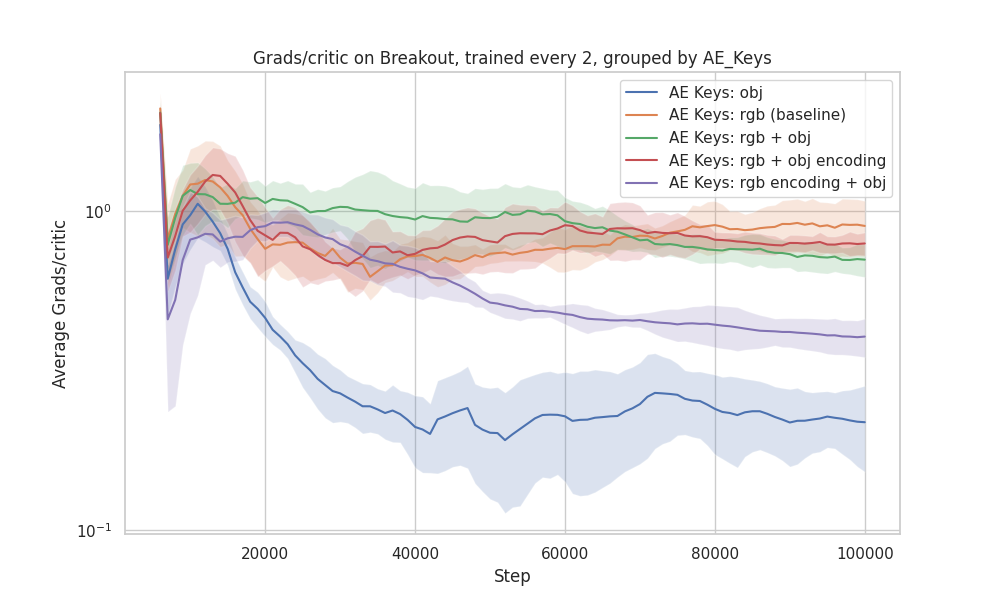 Grads/critic on Breakout, trained every 2, grouped by AE_Keys
AE Keys: obj
AE Keys: rgb (baseline)
AE Keys: rgb + obj
AE Keys: rgb + obj encoding
AE Keys: rgb encoding + obj
Average Grads/critic
10⁰
10⁻¹
20000
40000
60000
80000
100000
Step